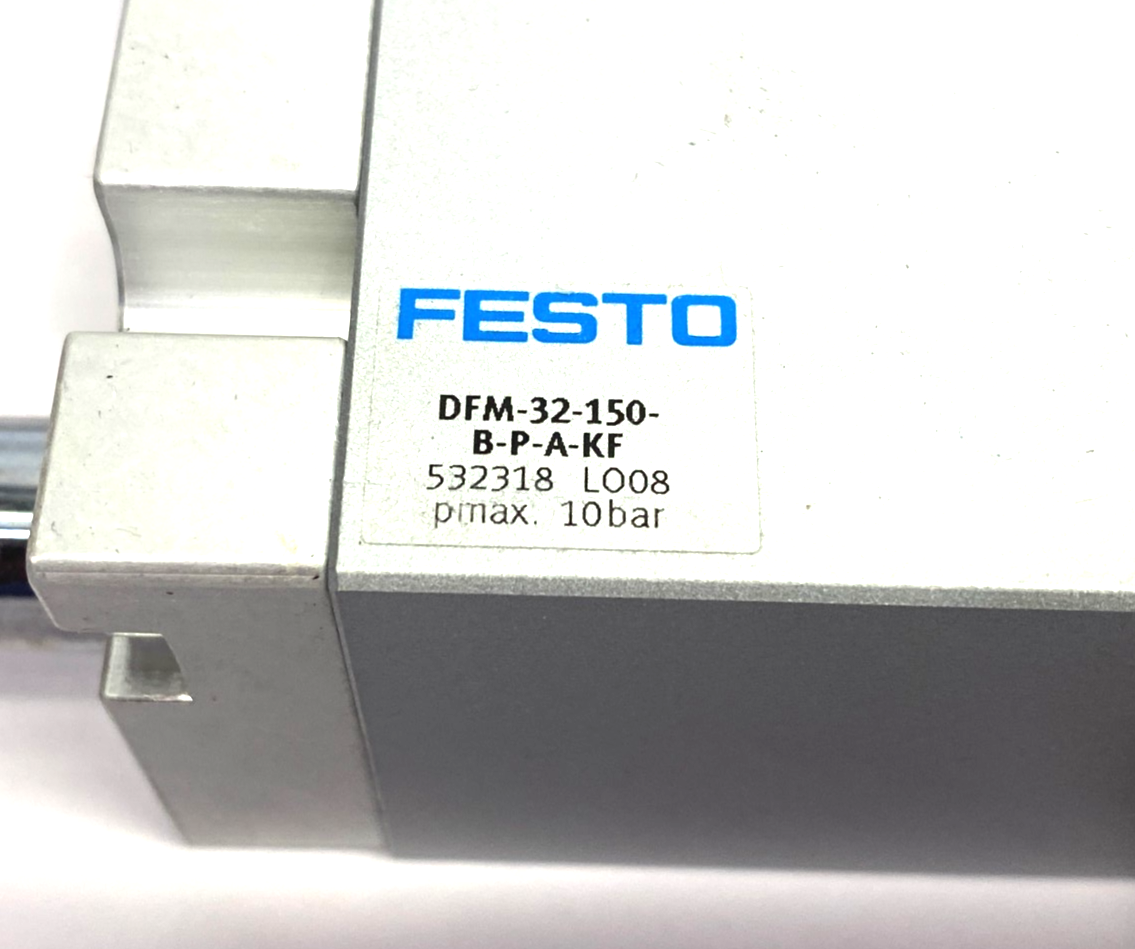 FESTO
DFM-32-150-
B-P-A-KF
532318 LO08
pmax. 10bar